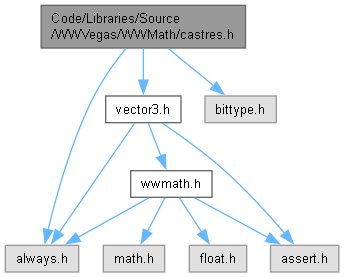 Code/Libraries/Source
/WWVegas/WWMath/castres.h
vector3.h
bittype.h
wwmath.h
always.h
math.h
float.h
assert.h